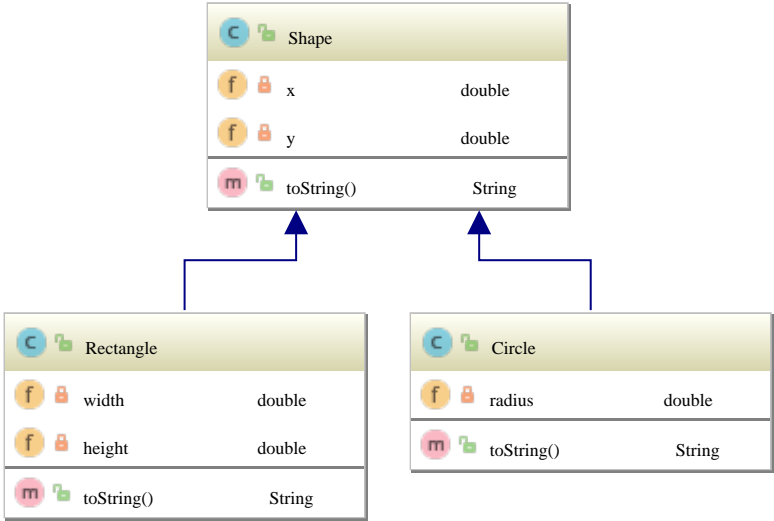 C Shape
f x double
f y double
m toString() String
C Rectangle
f width double
f height double
m toString() String
C Circle
f radius double
m toString() String